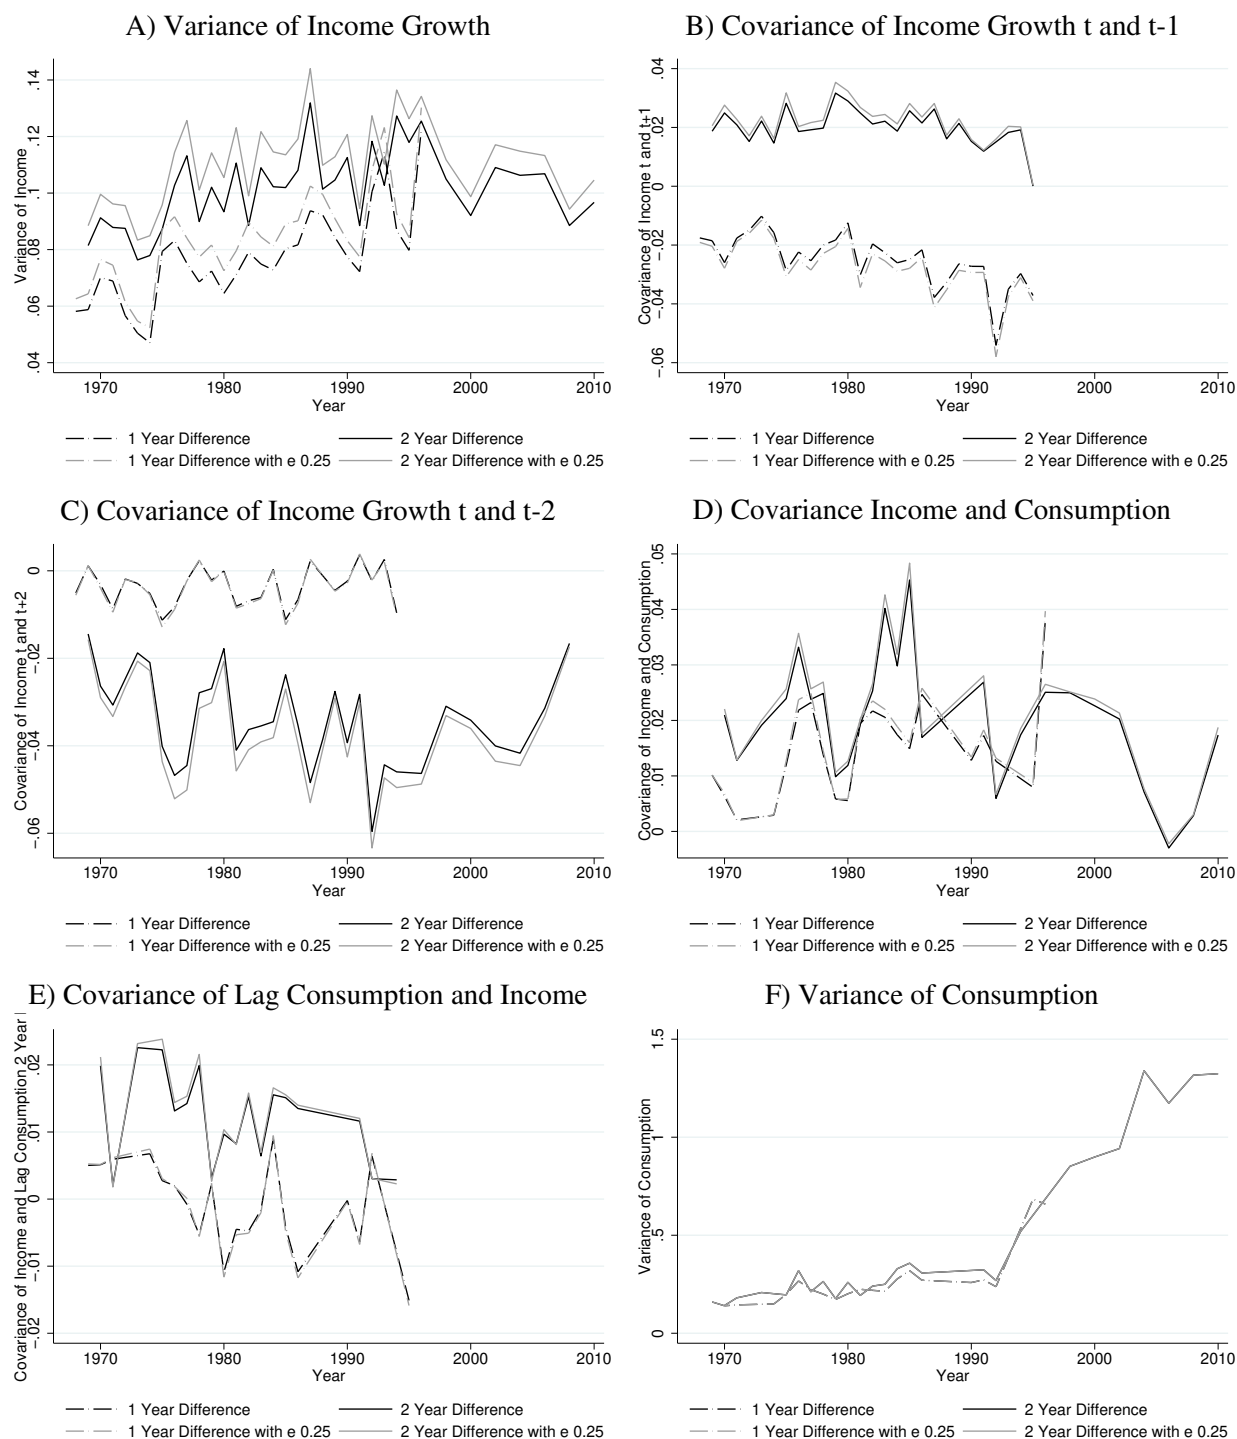 A) Variance of Income Growth
Variance of Income
.04 .06 .08 .1 .12 .14
1970 1980 1990 2000 2010
Year
1 Year Difference 2 Year Difference
1 Year Difference with e 0.25 2 Year Difference with e 0.25
B) Covariance of Income Growth t and t-1
Covariance of Income t and t+1
-.06 -.04 -.02 0 .02 .04
1970 1980 1990 2000 2010
Year
1 Year Difference 2 Year Difference
1 Year Difference with e 0.25 2 Year Difference with e 0.25
C) Covariance of Income Growth t and t-2
Covariance of Income t and t+2
-.06 -.04 -.02 0
1970 1980 1990 2000 2010
Year
1 Year Difference 2 Year Difference
1 Year Difference with e 0.25 2 Year Difference with e 0.25
D) Covariance Income and Consumption
Covariance of Income and Consumption
0 .01 .02 .03 .04 .05
1970 1980 1990 2000 2010
Year
1 Year Difference 2 Year Difference
1 Year Difference with e 0.25 2 Year Difference with e 0.25
E) Covariance of Lag Consumption and Income
Covariance of Income and Lag Consumption 2 Year
-.02 -.01 0 .01 .02
1970 1980 1990 2000 2010
Year
1 Year Difference 2 Year Difference
1 Year Difference with e 0.25 2 Year Difference with e 0.25
F) Variance of Consumption
Variance of Consumption
0 .5 1 1.5
1970 1980 1990 2000 2010
Year
1 Year Difference 2 Year Difference
1 Year Difference with e 0.25 2 Year Difference with e 0.25